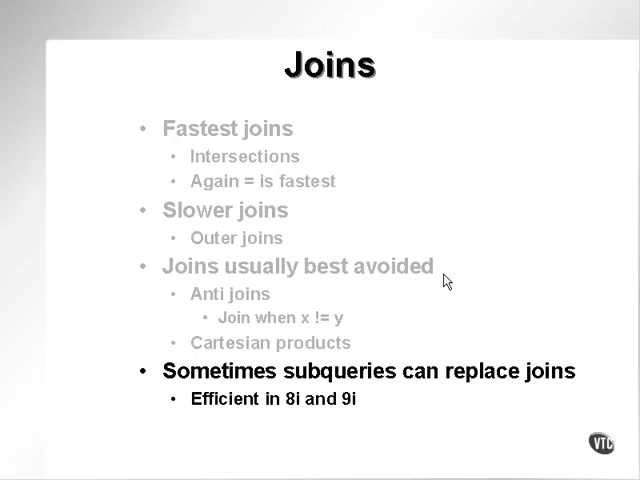 Joins
• Fastest joins
• Intersections
• Again = is fastest
• Slower joins
• Outer joins
• Joins usually best avoided
• Anti joins
• Join when x != y
• Cartesian products
• Sometimes subqueries can replace joins
• Efficient in 8i and 9i
VTC